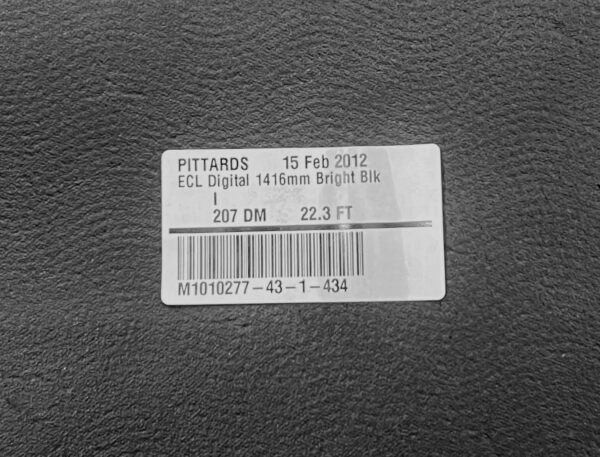 PITTARDS 15 Feb 2012
ECL Digital 1416mm Bright Blk
I
207 DM 22.3 FT
M1010277-43-1-434